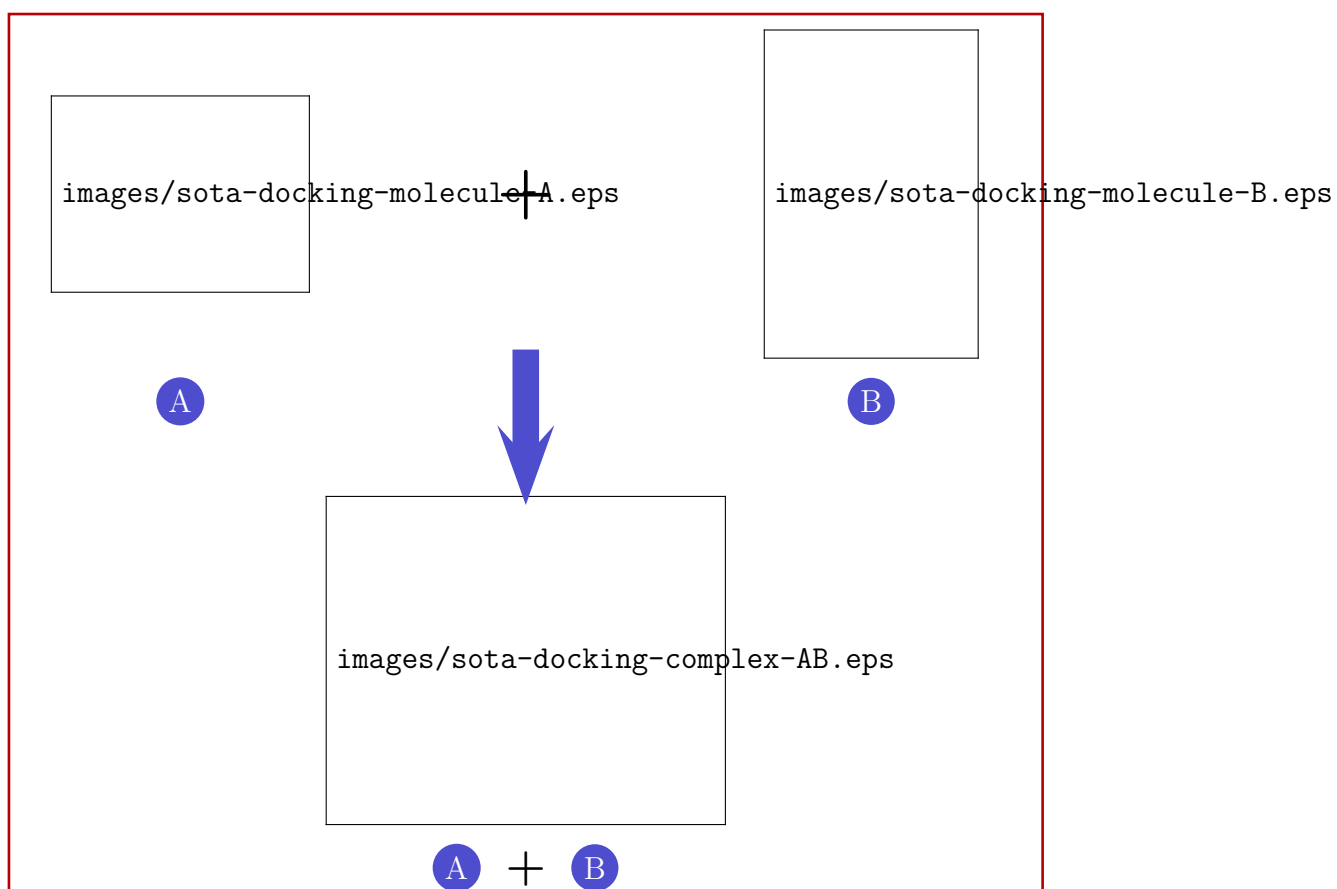 images/sota-docking-molecule-A.eps + images/sota-docking-molecule-B.eps
A B
images/sota-docking-complex-AB.eps
A + B